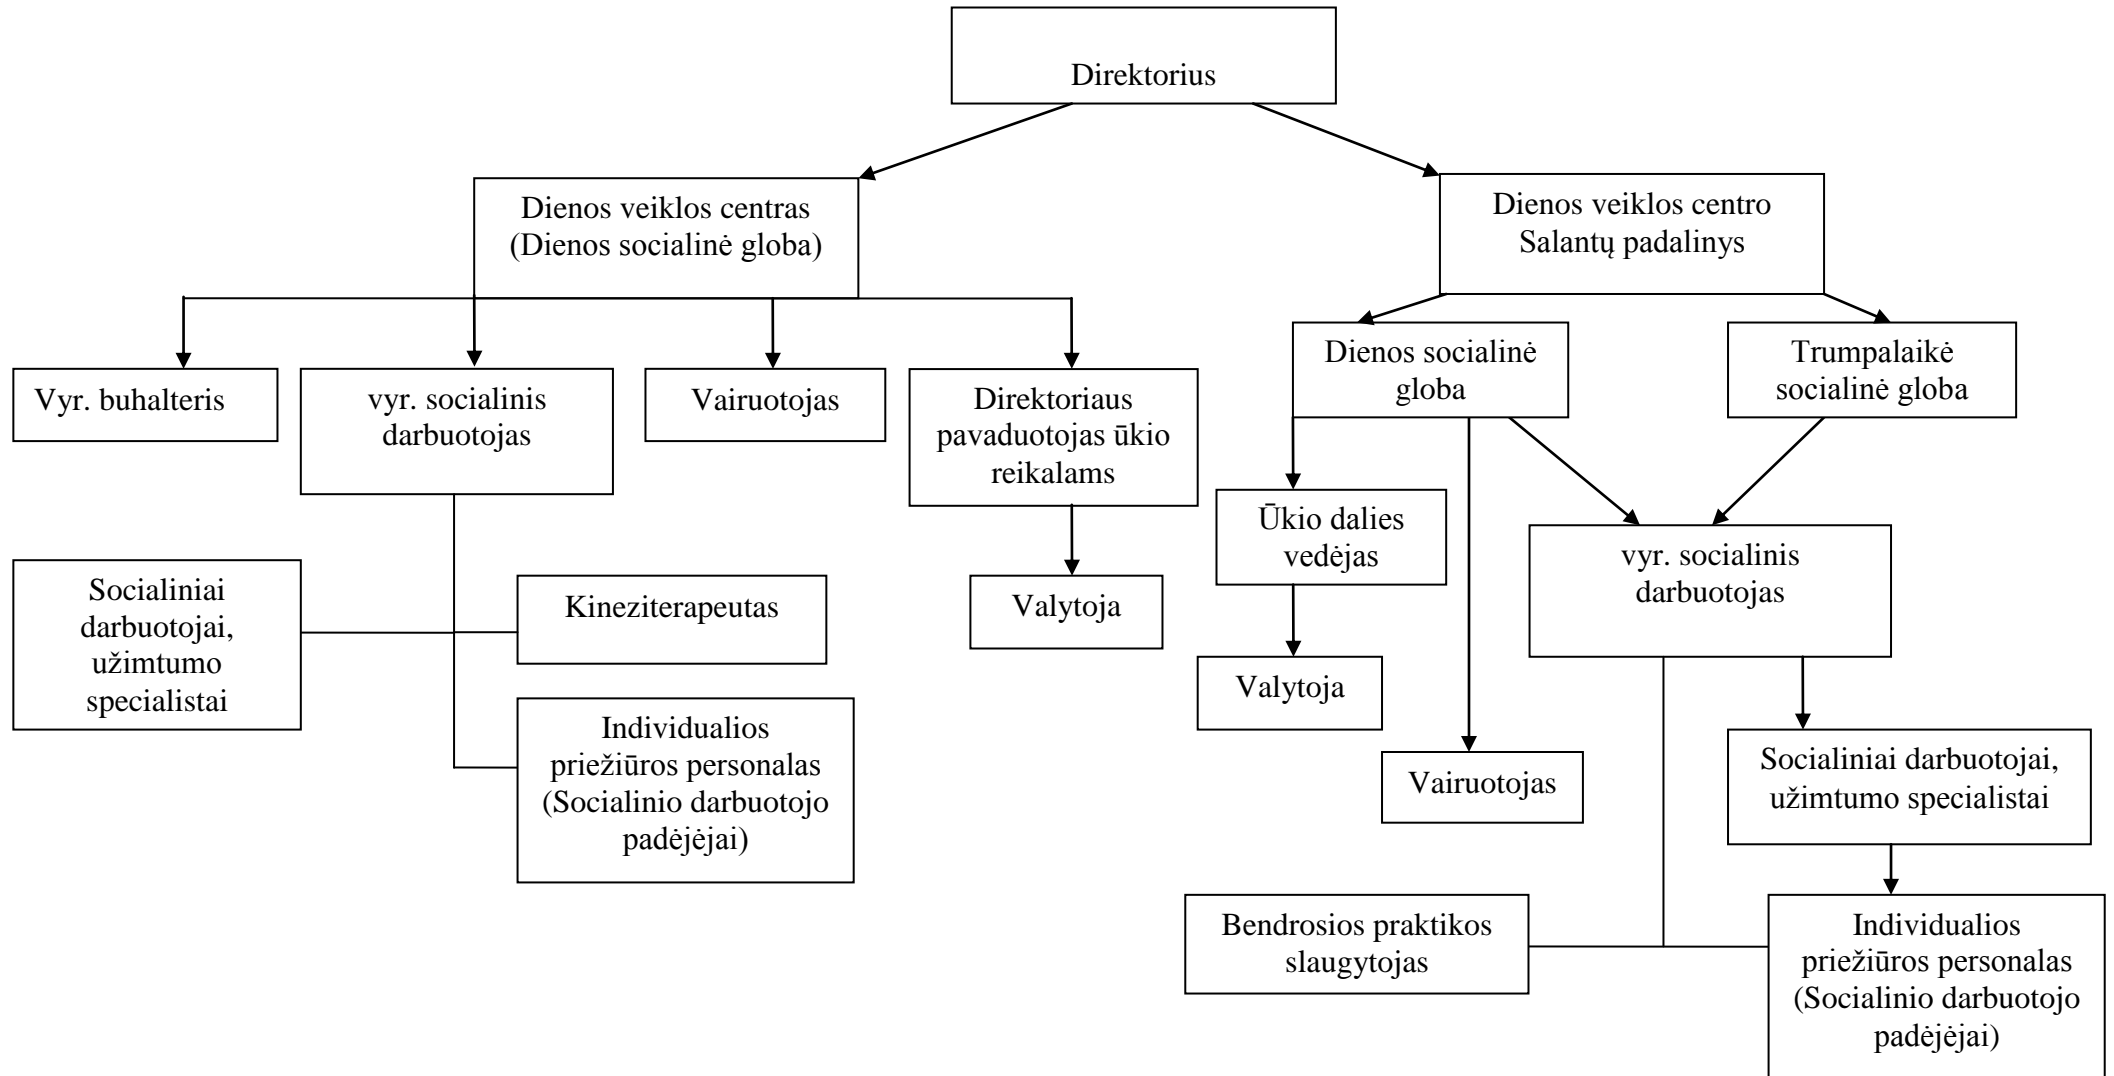 Direktorius
Dienos veiklos centras
(Dienos socialinė globa)
Dienos veiklos centro
Salantų padalinys
Vyr. buhalteris
vyr. socialinis
darbuotojas
Vairuotojas
Direktoriaus
pavaduotojas ūkio
reikalams
Dienos socialinė
globa
Trumpalaikė
socialinė globa
Socialiniai
darbuotojai,
užimtumo
specialistai
Kineziterapeutas
Individualios
priežiūros personalas
(Socialinio darbuotojo
padėjėjai)
Valytoja
Ūkio dalies
vedėjas
Valytoja
Vairuotojas
vyr. socialinis
darbuotojas
Socialiniai darbuotojai,
užimtumo specialistai
Bendrosios praktikos
slaugytojas
Individualios
priežiūros personalas
(Socialinio darbuotojo
padėjėjai)